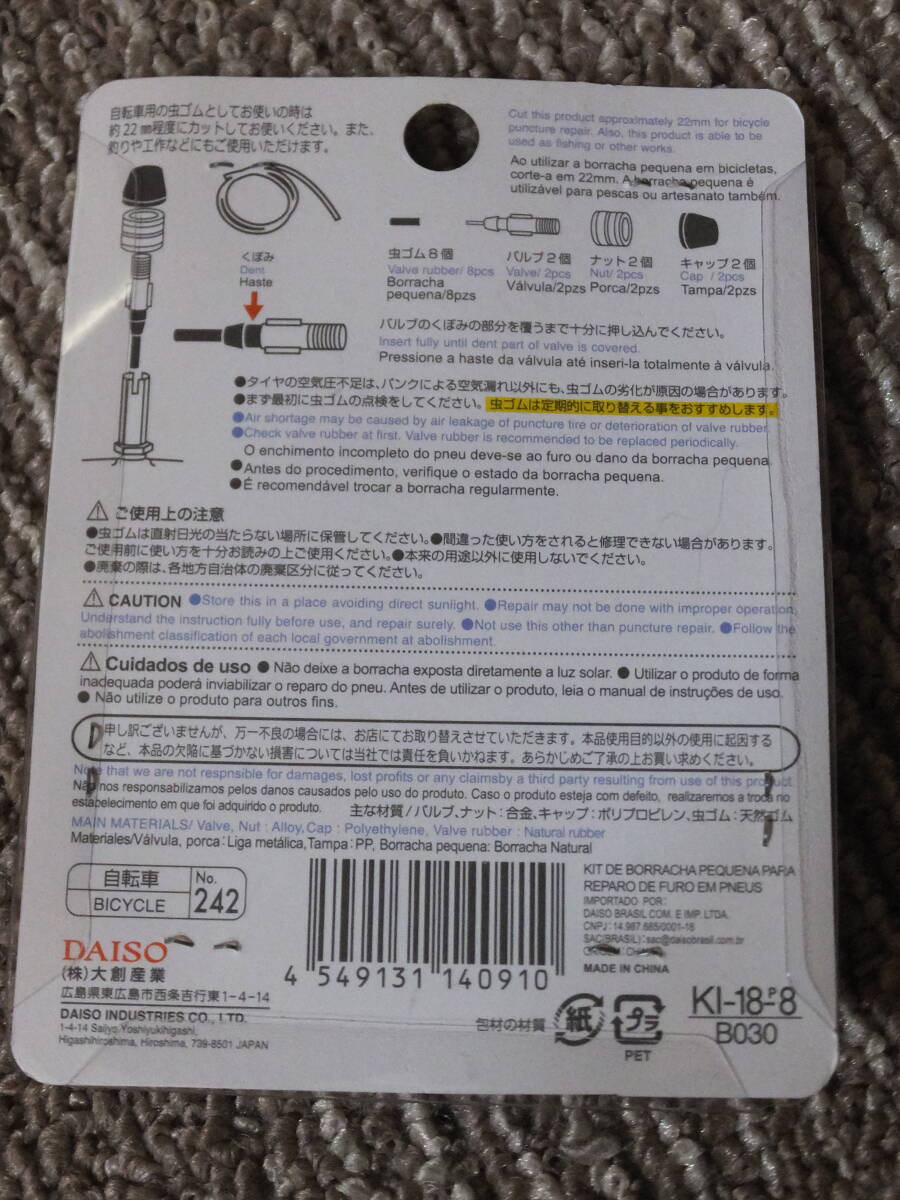 自転車用の虫ゴムとしてお使いの時は
約22㎜程度にカットしてお使いください。また、
釣りや工作などにもご使用いただけます。
Cut this product approximately 22mm for bicycle
puncture repair. Also, this product is able to be
used as fishing or other works.
Ao utilizar a borracha pequena em bicicletas,
corte-a em 22mm. A borracha pequena é
utilizável para pescas ou artesanato também.
虫ゴム8個
Valve rubber/ 8pcs
Borracha
pequena/8pzs
バルブ2個
Valve/ 2pcs
Válvula/2pzs
ナット2個
Nut/ 2pcs
Porca/2pzs
キャップ2個
Cap / 2pcs
Tampa/2pzs
くぼみ
Dent
Haste
バルブのくぼみの部分を覆うまで十分に押し込んでください。
Insert fully until dent part of valve is covered.
Pressione a haste da válvula até inseri-la totalmente à válvula.
●タイヤの空気圧不足は、パンクによる空気漏れ以外にも、虫ゴムの劣化が原因の場合があります。
●まず最初に虫ゴムの点検をしてください。虫ゴムは定期的に取り替える事をおすすめします。
●Air shortage may be caused by air leakage of puncture tire or deterioration of valve rubber.
●Check valve rubber at first. Valve rubber is recommended to be replaced periodically.
O enchimento incompleto do pneu deve-se ao furo ou dano da borracha pequena.
●Antes do procedimento, verifique o estado da borracha pequena.
●É recomendável trocar a borracha regularmente.
⚠ ご使用上の注意
●虫ゴムは直射日光の当たらない場所に保管してください。●間違った使い方をされると修理できない場合があります。
ご使用前に使い方を十分お読みの上ご使用ください。●本来の用途以外に使用しないでください。
●廃棄の際は、各地方自治体の廃棄区分に従ってください。
⚠ CAUTION ●Store this in a place avoiding direct sunlight. ●Repair may not be done with improper operation,
Understand the instruction fully before use, and repair surely. ●Not use this other than puncture repair. ●Follow the
abolishment classification of each local government at abolishment.
⚠ Cuidados de uso ● Não deixe a borracha exposta diretamente a luz solar. ● Utilizar o produto de forma
inadequada poderá inviabilizar o reparo do pneu. Antes de utilizar o produto, leia o manual de instruções de uso.
● Não utilize o produto para outros fins.
申し訳ございませんが、万一不良の場合には、お店にてお取り替えさせていただきます。本品使用目的以外の使用に起因する
など、本品の欠陥に基づかない損害については当社では責任を負いかねます。あらかじめご了承の上お買い求めください。
Note that we are not respnsible for damages, lost profits or any claimsby a third party resulting from use of this product.
Não nos responsabilizamos pelos danos causados pelo uso do produto. Caso o produto esteja com defeito, realizaremos a troca no
estabelecimento em que foi adquirido o produto.
主な材質/バルブ、ナット:合金、キャップ:ポリプロピレン、虫ゴム:天然ゴム
MAIN MATERIALS/ Valve, Nut : Alloy, Cap : Polyethylene, Valve rubber : Natural rubber
Materiales/Válvula, porca: Liga metálica, Tampa: PP, Borracha pequena: Borracha Natural
自転車
BICYCLE
No.
242
DAISO
(株)大創産業
広島県東広島市西条吉行東1-4-14
DAISO INDUSTRIES CO., LTD.
1-4-14 Saijyo Yoshiyukihigashi,
Higashihiroshima, Hiroshima, 739-8501 JAPAN
4 549131 140910
KIT DE BORRACHA PEQUENA PARA
REPARO DE FURO EM PNEUS
IMPORTADO POR:
DAISO BRASIL COM. E IMP. LTDA.
CNPJ: 14.987.665/0001-16
SAC(BRASIL): sac@daisobrasil.com.br
MADE IN CHINA
包材の材質
紙
プラ
PET
KI-18-P8
B030